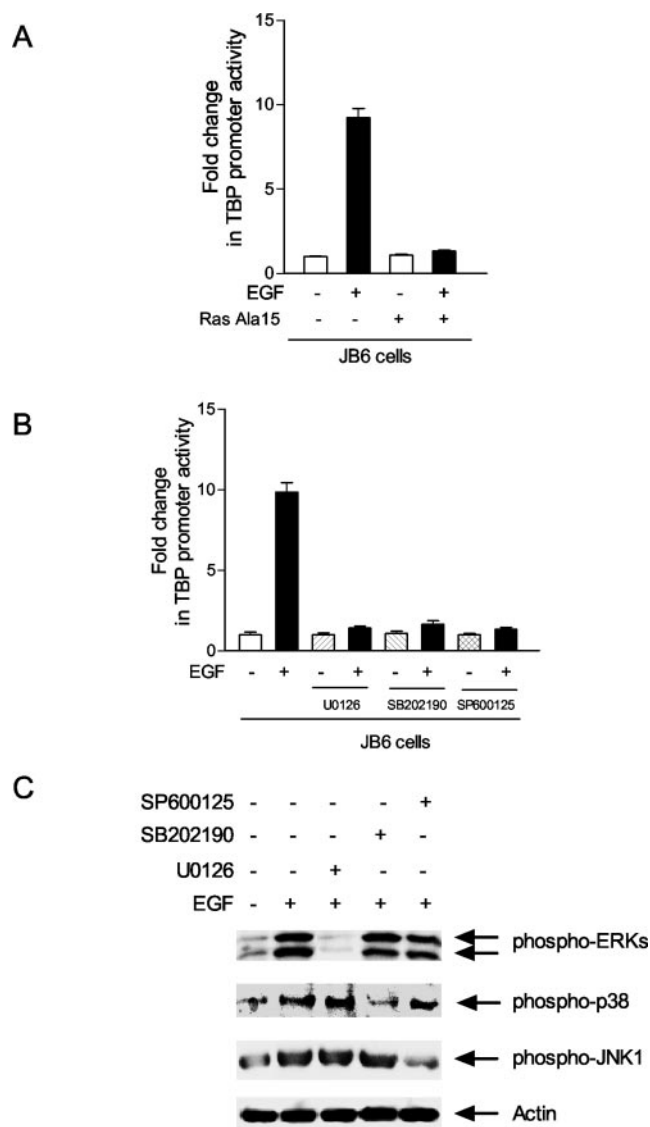 A
Fold change
in TBP promoter activity
15
10
5
0
EGF - + - +
Ras Ala15 - - + +
JB6 cells
B
Fold change
in TBP promoter activity
15
10
5
0
EGF - + - + - + - +
U0126 SB202190 SP600125
JB6 cells
C
SP600125 - - - - +
SB202190 - - - + -
U0126 - - + - -
EGF - + + + +
phospho-ERKs
phospho-p38
phospho-JNK1
Actin